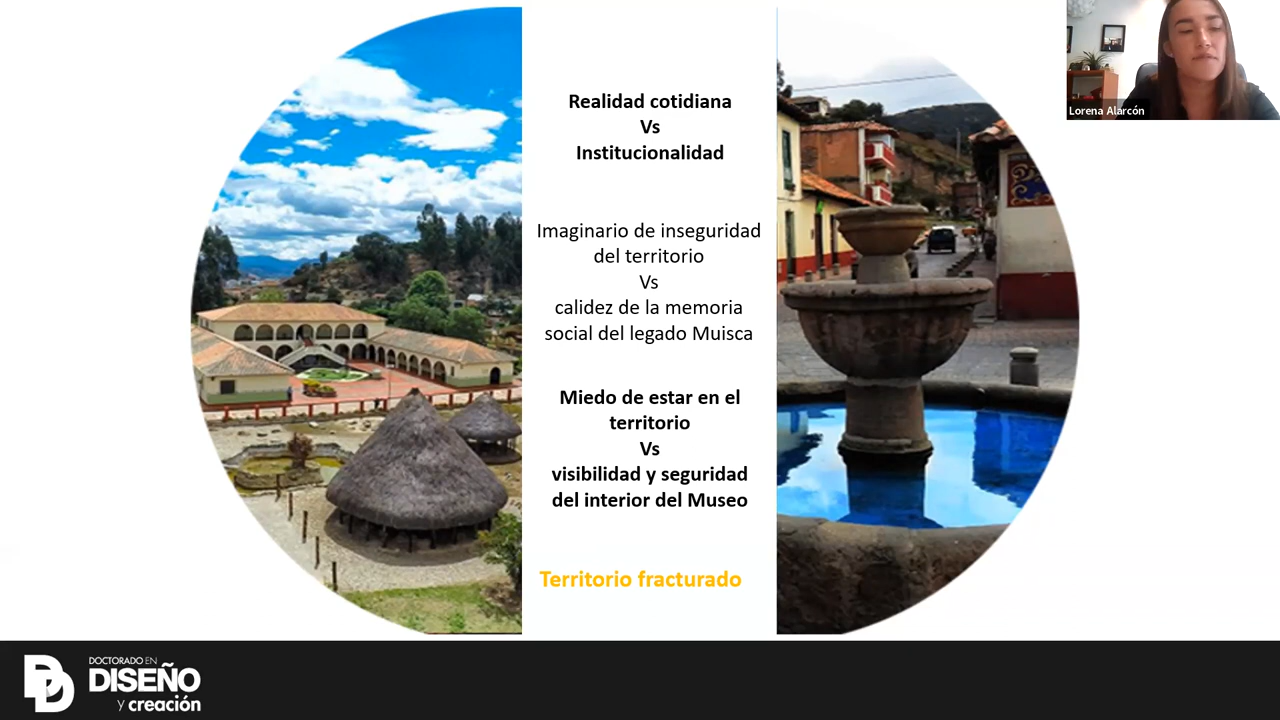 Realidad cotidiana
Vs
Institucionalidad
Imaginario de inseguridad
del territorio
Vs
calidez de la memoria
social del legado Muisca
Miedo de estar en el
territorio
Vs
visibilidad y seguridad
del interior del Museo
Territorio fracturado
Lorena Alarcón
DOCTORADO EN
DISEÑO
y creación